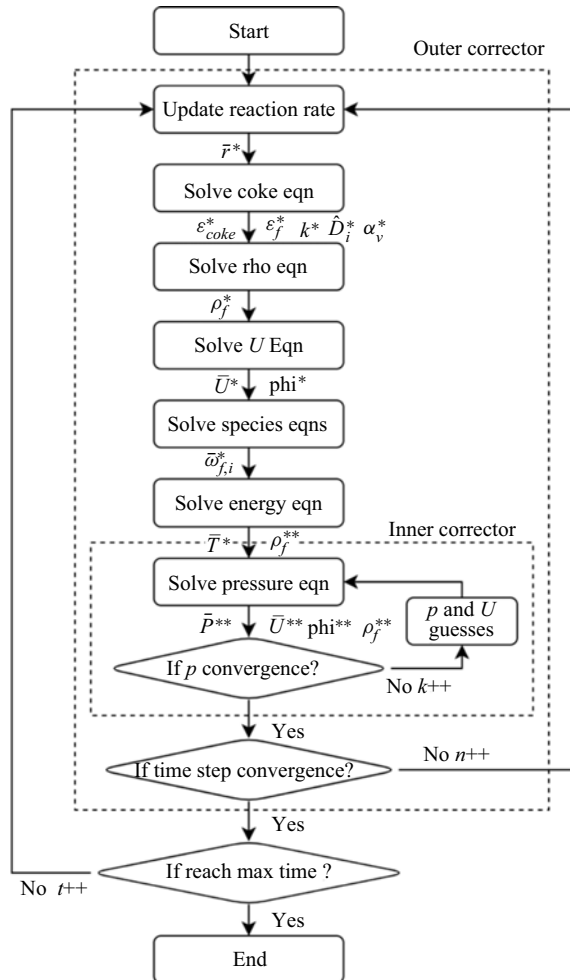 Start
Outer corrector
Update reaction rate
r̄*
Solve coke eqn
ε*coke ε*f k* D̂*i α*v
Solve rho eqn
ρ*f
Solve U Eqn
Ū* phi*
Solve species eqns
ω̄*f,i
Solve energy eqn
Inner corrector
T̄* ρ**f
Solve pressure eqn
p and U
guesses
P̄** Ū** phi** ρ**f
If p convergence?
No k++
Yes
If time step convergence?
No n++
Yes
If reach max time ?
No t++
Yes
End